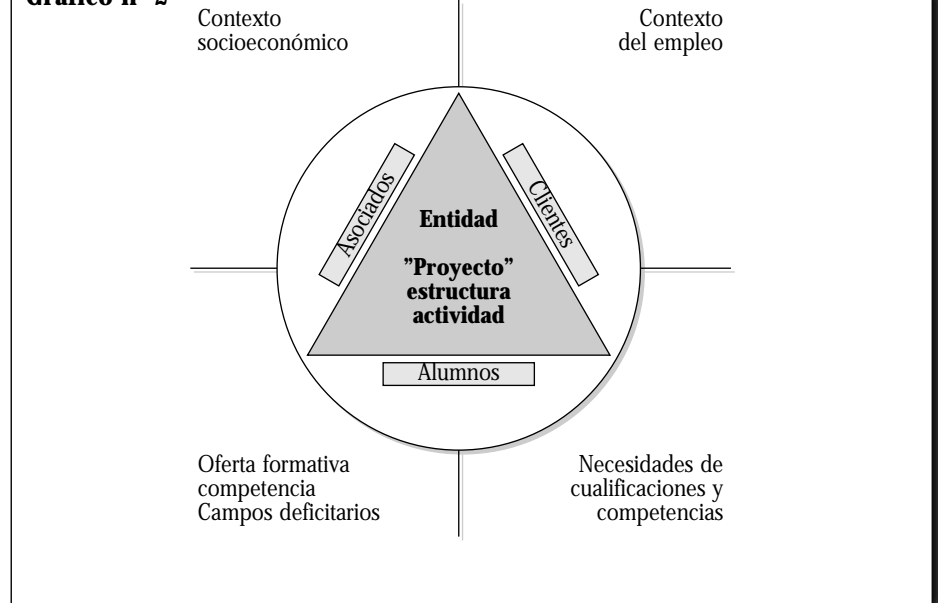 Gráfico nº 2
Contexto
socioeconómico
Contexto
del empleo
Asociados
Clientes
Entidad
"Proyecto"
estructura
actividad
Alumnos
Oferta formativa
competencia
Campos deficitarios
Necesidades de
cualificaciones y
competencias